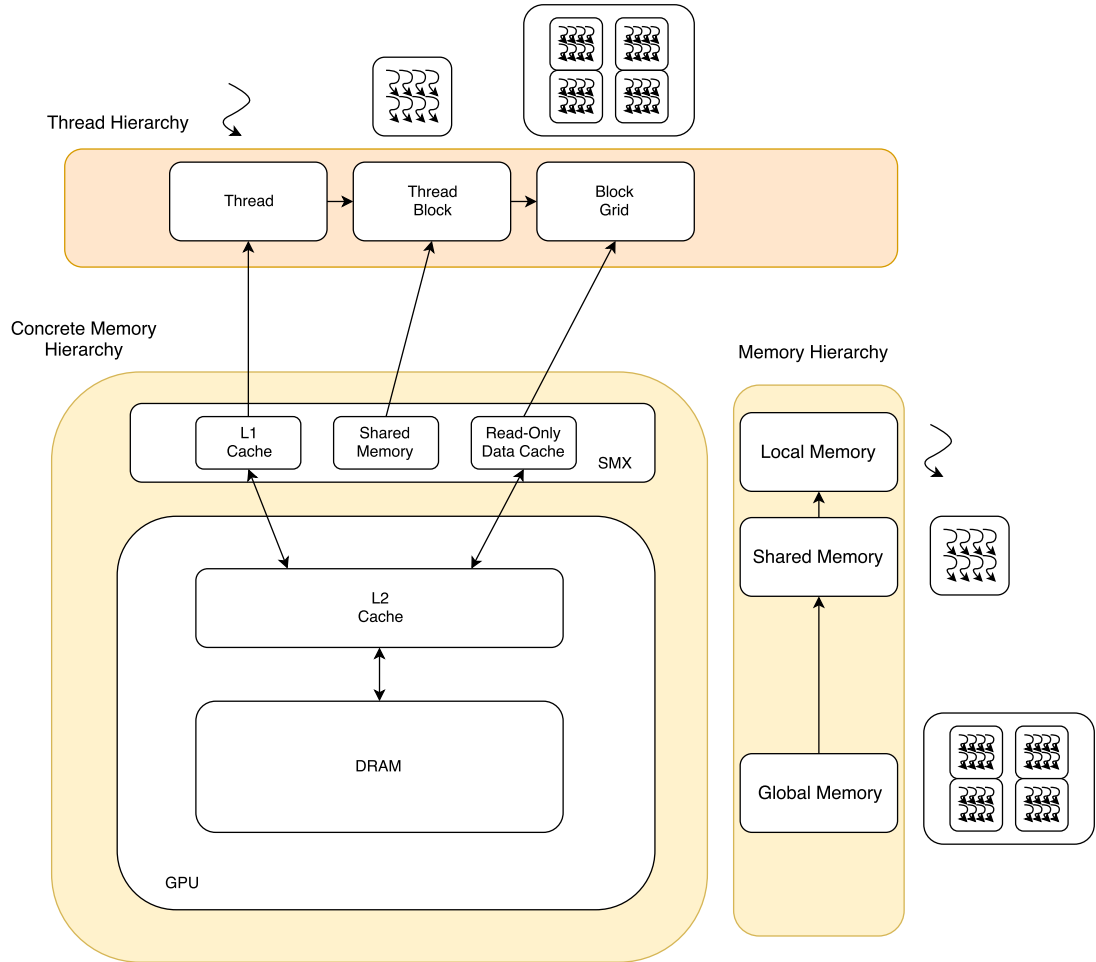 Thread Hierarchy
Thread
Thread
Block
Block
Grid
Concrete Memory
Hierarchy
Memory Hierarchy
L1
Cache
Shared
Memory
Read-Only
Data Cache
SMX
Local Memory
Shared Memory
L2
Cache
DRAM
Global Memory
GPU